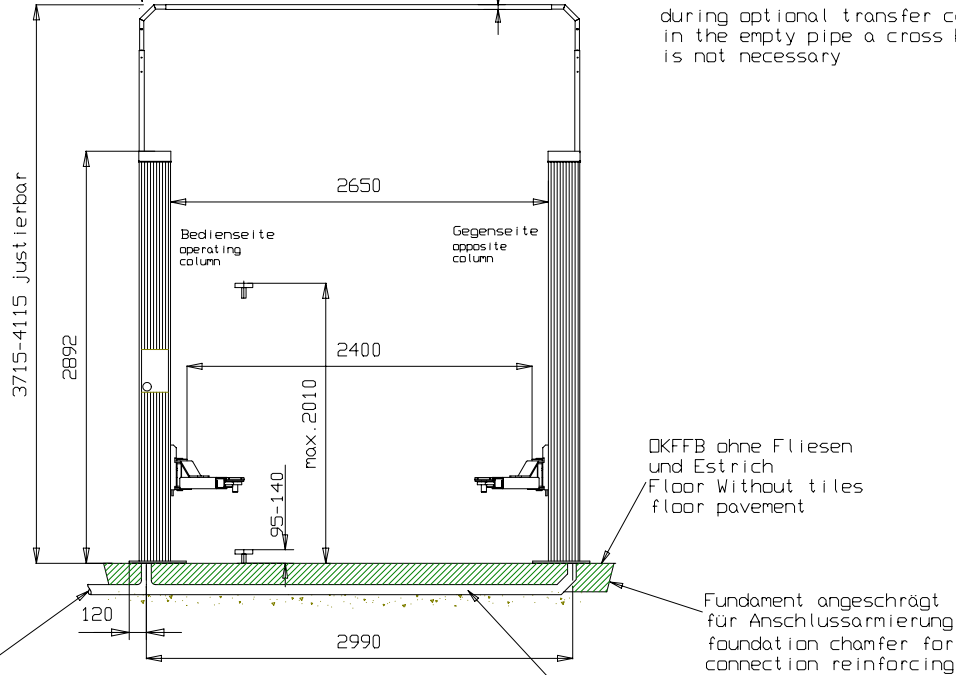 during optional transfer
in the empty pipe a cross
is not necessary
2650
Bedienseite
operating
column
Gegenseite
opposite
column
3715-4115 justierbar
2892
2400
max.2010
95-140
OKFFB ohne Fliesen
und Estrich
Floor Without tiles
floor pavement
120
2990
Fundament angeschrägt
für Anschlussarmierung
foundation chamfer for
connection reinforcing